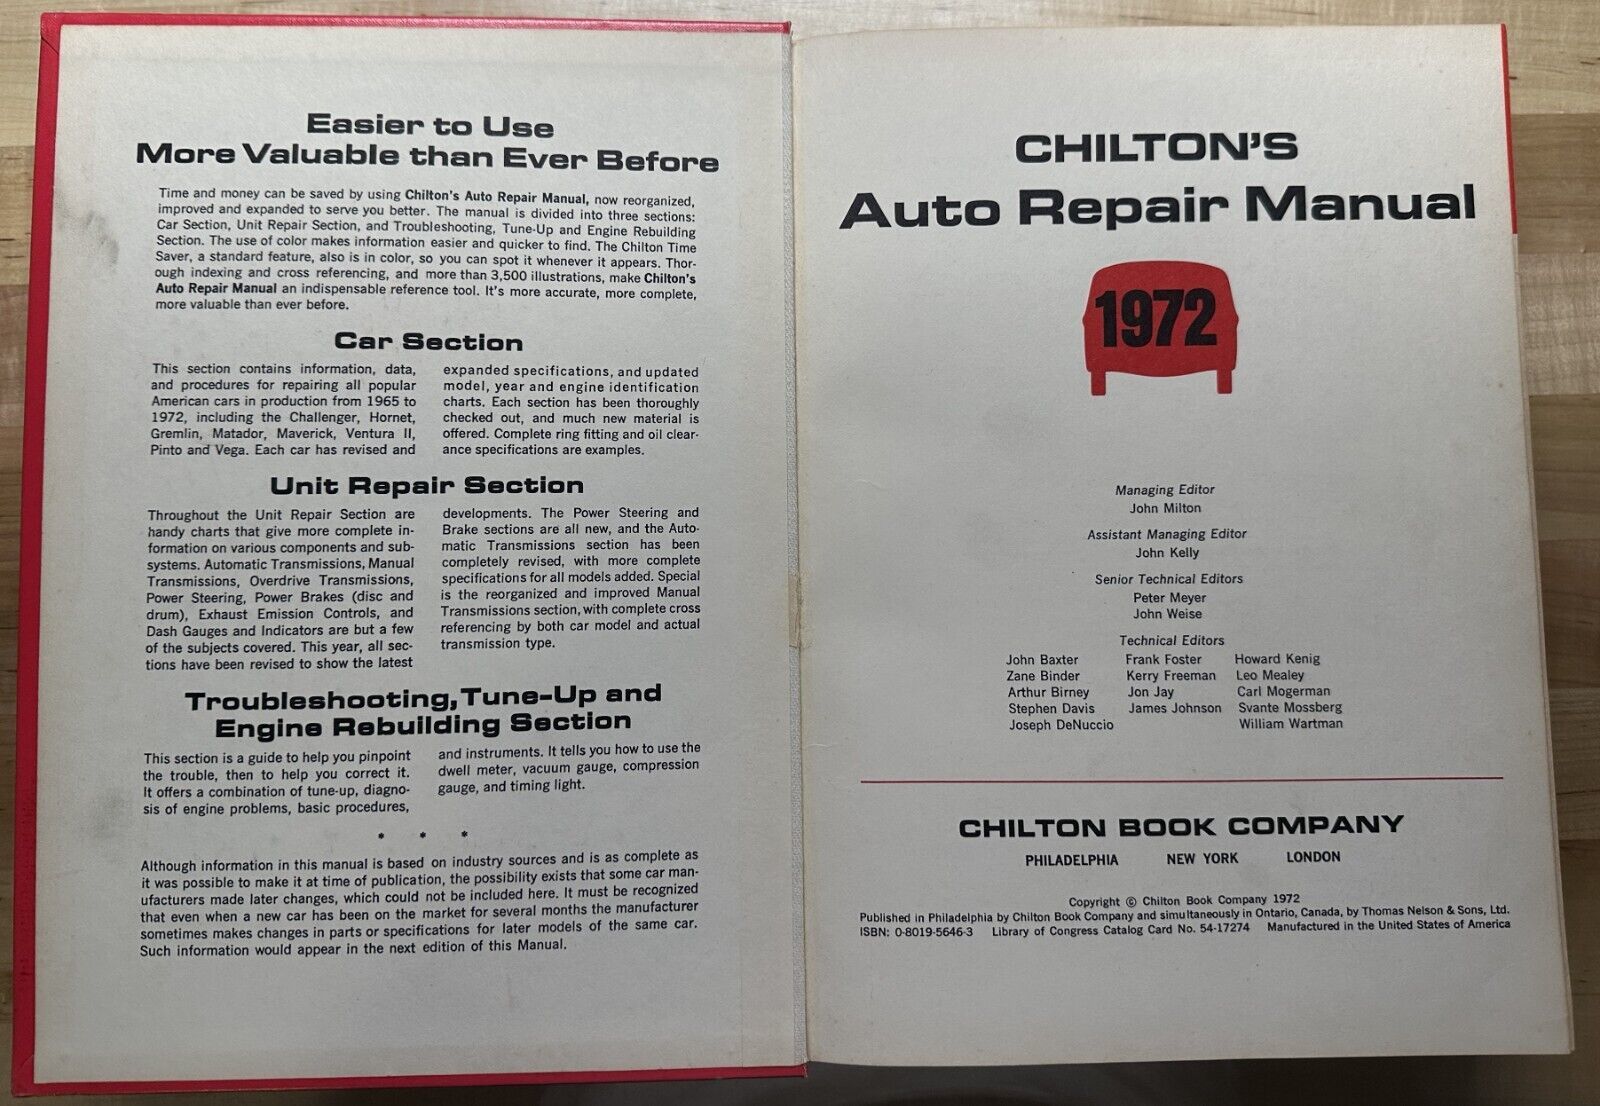 Easier to Use
More Valuable than Ever Before
Time and money can be saved by using Chilton's Auto Repair Manual, now reorganized,
improved and expanded to serve you better. The manual is divided into three sections:
Car Section, Unit Repair Section, and Troubleshooting, Tune-Up and Engine Rebuilding
Section. The use of color makes information easier and quicker to find. The Chilton Time
Saver, a standard feature, also is in color, so you can spot it whenever it appears. Thor-
ough indexing and cross referencing, and more than 3,500 illustrations, make Chilton's
Auto Repair Manual an indispensable reference tool. It's more accurate, more complete,
more valuable than ever before.
Car Section
This section contains information, data,
and procedures for repairing all popular
American cars in production from 1965 to
1972, including the Challenger, Hornet,
Gremlin, Matador, Maverick, Ventura II,
Pinto and Vega. Each car has revised and
expanded specifications, and updated
model, year and engine identification
charts. Each section has been thoroughly
checked out, and much new material is
offered. Complete ring fitting and oil clear-
ance specifications are examples.
Unit Repair Section
Throughout the Unit Repair Section are
handy charts that give more complete in-
formation on various components and sub-
systems. Automatic Transmissions, Manual
Transmissions, Overdrive Transmissions,
Power Steering, Power Brakes (disc and
drum), Exhaust Emission Controls, and
Dash Gauges and Indicators are but a few
of the subjects covered. This year, all sec-
tions have been revised to show the latest
developments. The Power Steering and
Brake sections are all new, and the Auto-
matic Transmissions section has been
completely revised, with more complete
specifications for all models added. Special
is the reorganized and improved Manual
Transmissions section, with complete cross
referencing by both car model and actual
transmission type.
Troubleshooting, Tune-Up and
Engine Rebuilding Section
This section is a guide to help you pinpoint
the trouble, then to help you correct it.
It offers a combination of tune-up, diagno-
sis of engine problems, basic procedures,
and instruments. It tells you how to use the
dwell meter, vacuum gauge, compression
gauge, and timing light.
* * *
Although information in this manual is based on industry sources and is as complete as
it was possible to make it at time of publication, the possibility exists that some car man-
ufacturers made later changes, which could not be included here. It must be recognized
that even when a new car has been on the market for several months the manufacturer
sometimes makes changes in parts or specifications for later models of the same car.
Such information would appear in the next edition of this Manual.
CHILTON'S
Auto Repair Manual
1972
Managing Editor
John Milton
Assistant Managing Editor
John Kelly
Senior Technical Editors
Peter Meyer
John Weise
Technical Editors
John Baxter Frank Foster Howard Kenig
Zane Binder Kerry Freeman Leo Mealey
Arthur Birney Jon Jay Carl Mogerman
Stephen Davis James Johnson Svante Mossberg
Joseph DeNuccio William Wartman
CHILTON BOOK COMPANY
PHILADELPHIA NEW YORK LONDON
Copyright © Chilton Book Company 1972
Published in Philadelphia by Chilton Book Company and simultaneously in Ontario, Canada, by Thomas Nelson & Sons, Ltd.
ISBN: 0-8019-5646-3 Library of Congress Catalog Card No. 54-17274 Manufactured in the United States of America